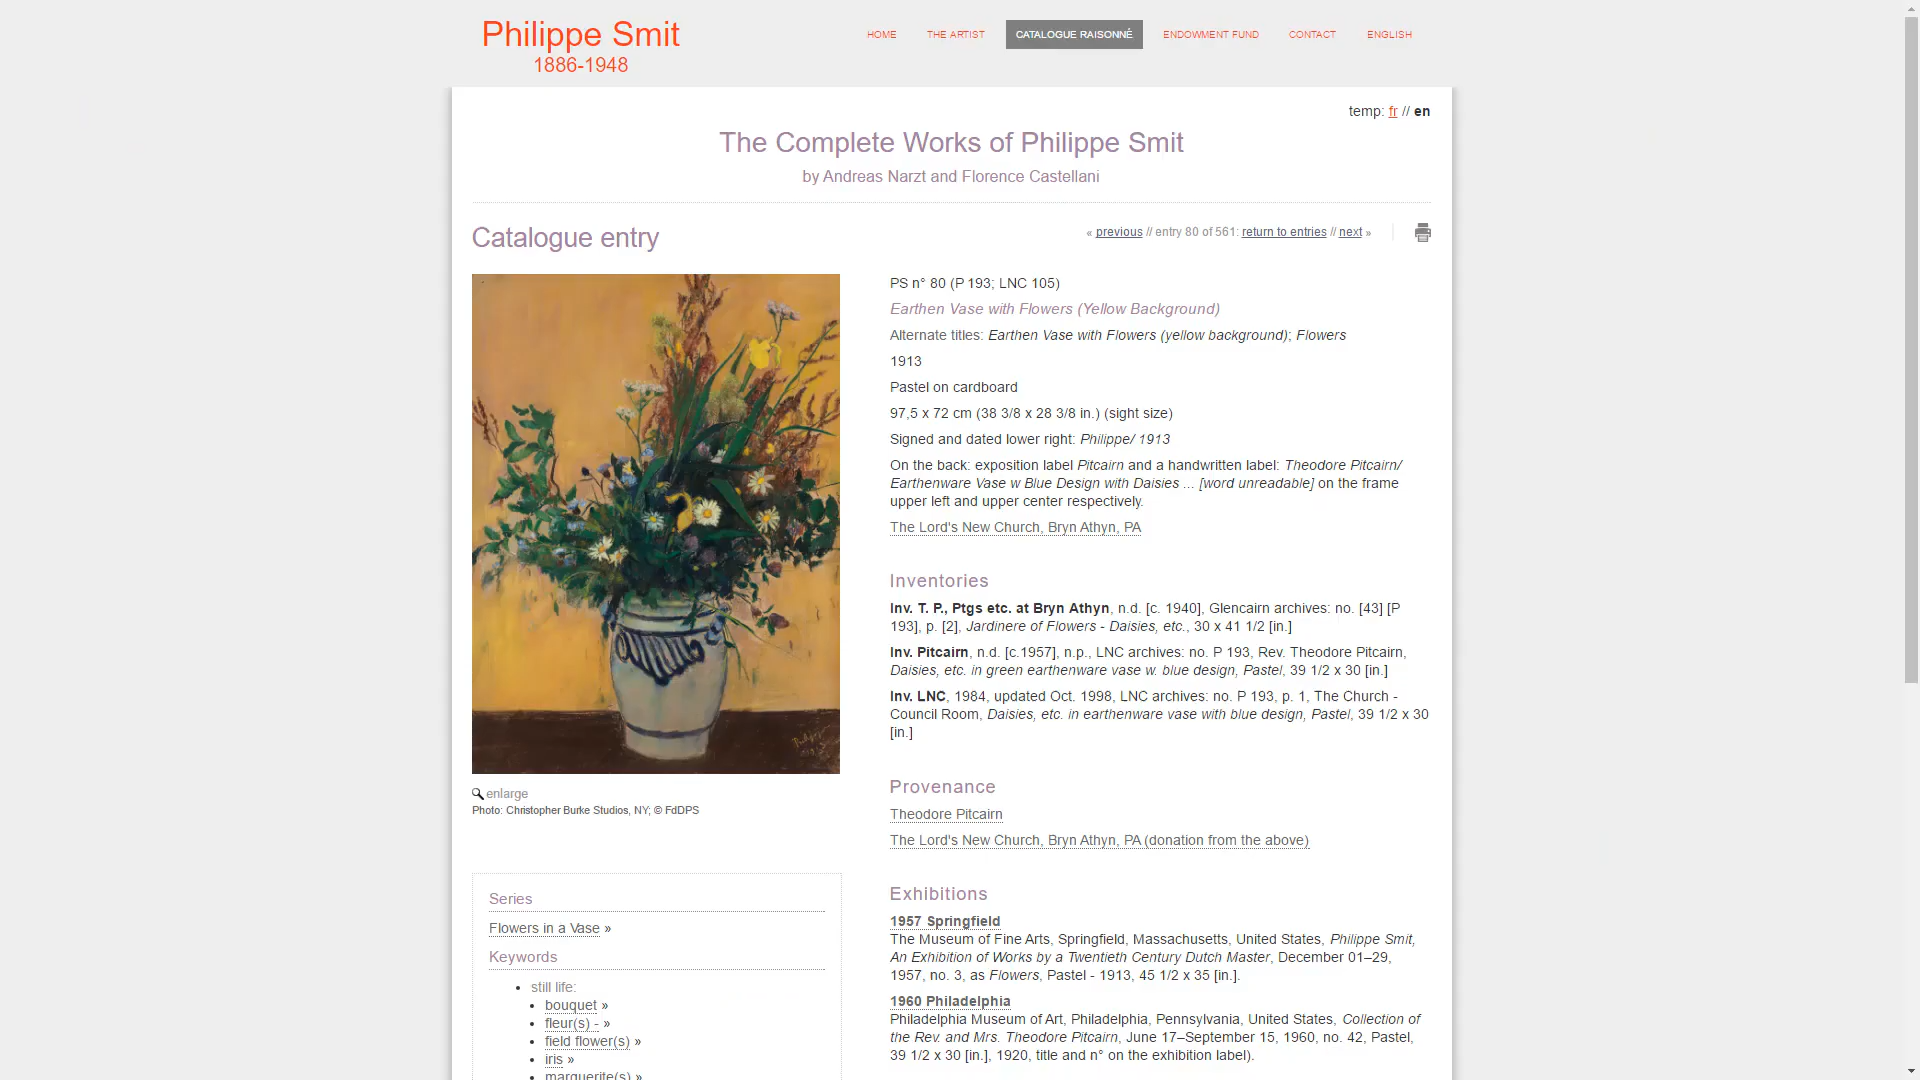 Philippe Smit
1886-1948
HOME
THE ARTIST
CATALOGUE RAISONNÉ
ENDOWMENT FUND
CONTACT
ENGLISH
temp: fr // en
The Complete Works of Philippe Smit
by Andreas Narzt and Florence Castellani
Catalogue entry
« previous // entry 80 of 561: return to entries // next »
enlarge
Photo: Christopher Burke Studios, NY; © FdDPS
Series
Flowers in a Vase »
Keywords
still life:
bouquet »
fleur(s) - »
field flower(s) »
iris »
marguerite(s) »
PS n° 80 (P 193; LNC 105)
Earthen Vase with Flowers (Yellow Background)
Alternate titles: Earthen Vase with Flowers (yellow background); Flowers
1913
Pastel on cardboard
97,5 x 72 cm (38 3/8 x 28 3/8 in.) (sight size)
Signed and dated lower right: Philippe/ 1913
On the back: exposition label Pitcairn and a handwritten label: Theodore Pitcairn/
Earthenware Vase w Blue Design with Daisies ... [word unreadable] on the frame
upper left and upper center respectively.
The Lord's New Church, Bryn Athyn, PA
Inventories
Inv. T. P., Ptgs etc. at Bryn Athyn, n.d. [c. 1940], Glencairn archives: no. [43] [P
193], p. [2], Jardinere of Flowers - Daisies, etc., 30 x 41 1/2 [in.]
Inv. Pitcairn, n.d. [c.1957], n.p., LNC archives: no. P 193, Rev. Theodore Pitcairn,
Daisies, etc. in green earthenware vase w. blue design, Pastel, 39 1/2 x 30 [in.]
Inv. LNC, 1984, updated Oct. 1998, LNC archives: no. P 193, p. 1, The Church -
Council Room, Daisies, etc. in earthenware vase with blue design, Pastel, 39 1/2 x 30
[in.]
Provenance
Theodore Pitcairn
The Lord's New Church, Bryn Athyn, PA (donation from the above)
Exhibitions
1957 Springfield
The Museum of Fine Arts, Springfield, Massachusetts, United States, Philippe Smit,
An Exhibition of Works by a Twentieth Century Dutch Master, December 01–29,
1957, no. 3, as Flowers, Pastel - 1913, 45 1/2 x 35 [in.].
1960 Philadelphia
Philadelphia Museum of Art, Philadelphia, Pennsylvania, United States, Collection of
the Rev. and Mrs. Theodore Pitcairn, June 17–September 15, 1960, no. 42, Pastel,
39 1/2 x 30 [in.], 1920, title and n° on the exhibition label).